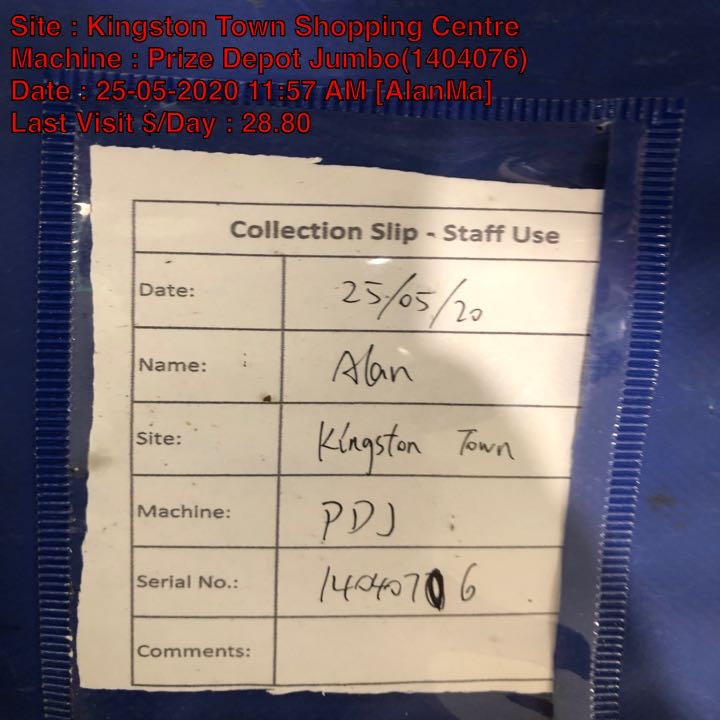 Site : Kingston Town Shopping Centre
Machine : Prize Depot Jumbo(1404076)
Date : 25-05-2020 11:57 AM [AlanMa]
Last Visit $/Day : 28.80
Collection Slip - Staff Use
Date: 25/05/20
Name: Alan
Site: Kingston Town
Machine: PDJ
Serial No.: 1404076
Comments: